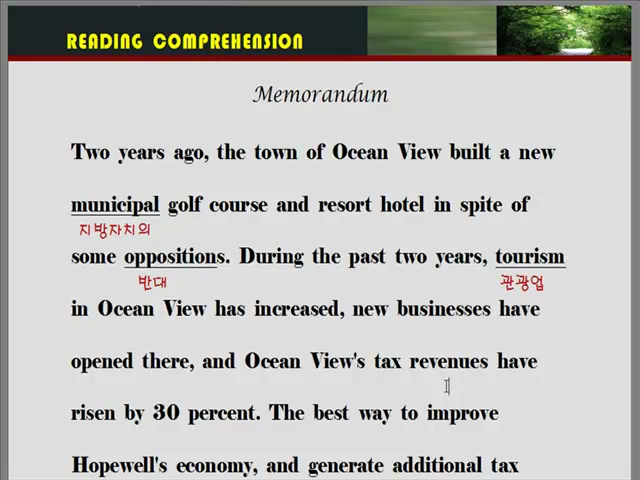 READING COMPREHENSION
Memorandum
Two years ago, the town of Ocean View built a new
municipal golf course and resort hotel in spite of
지방자치의
some oppositions. During the past two years, tourism
반대 관광업
in Ocean View has increased, new businesses have
opened there, and Ocean View's tax revenues have
risen by 30 percent. The best way to improve
Hopewell's economy, and generate additional tax